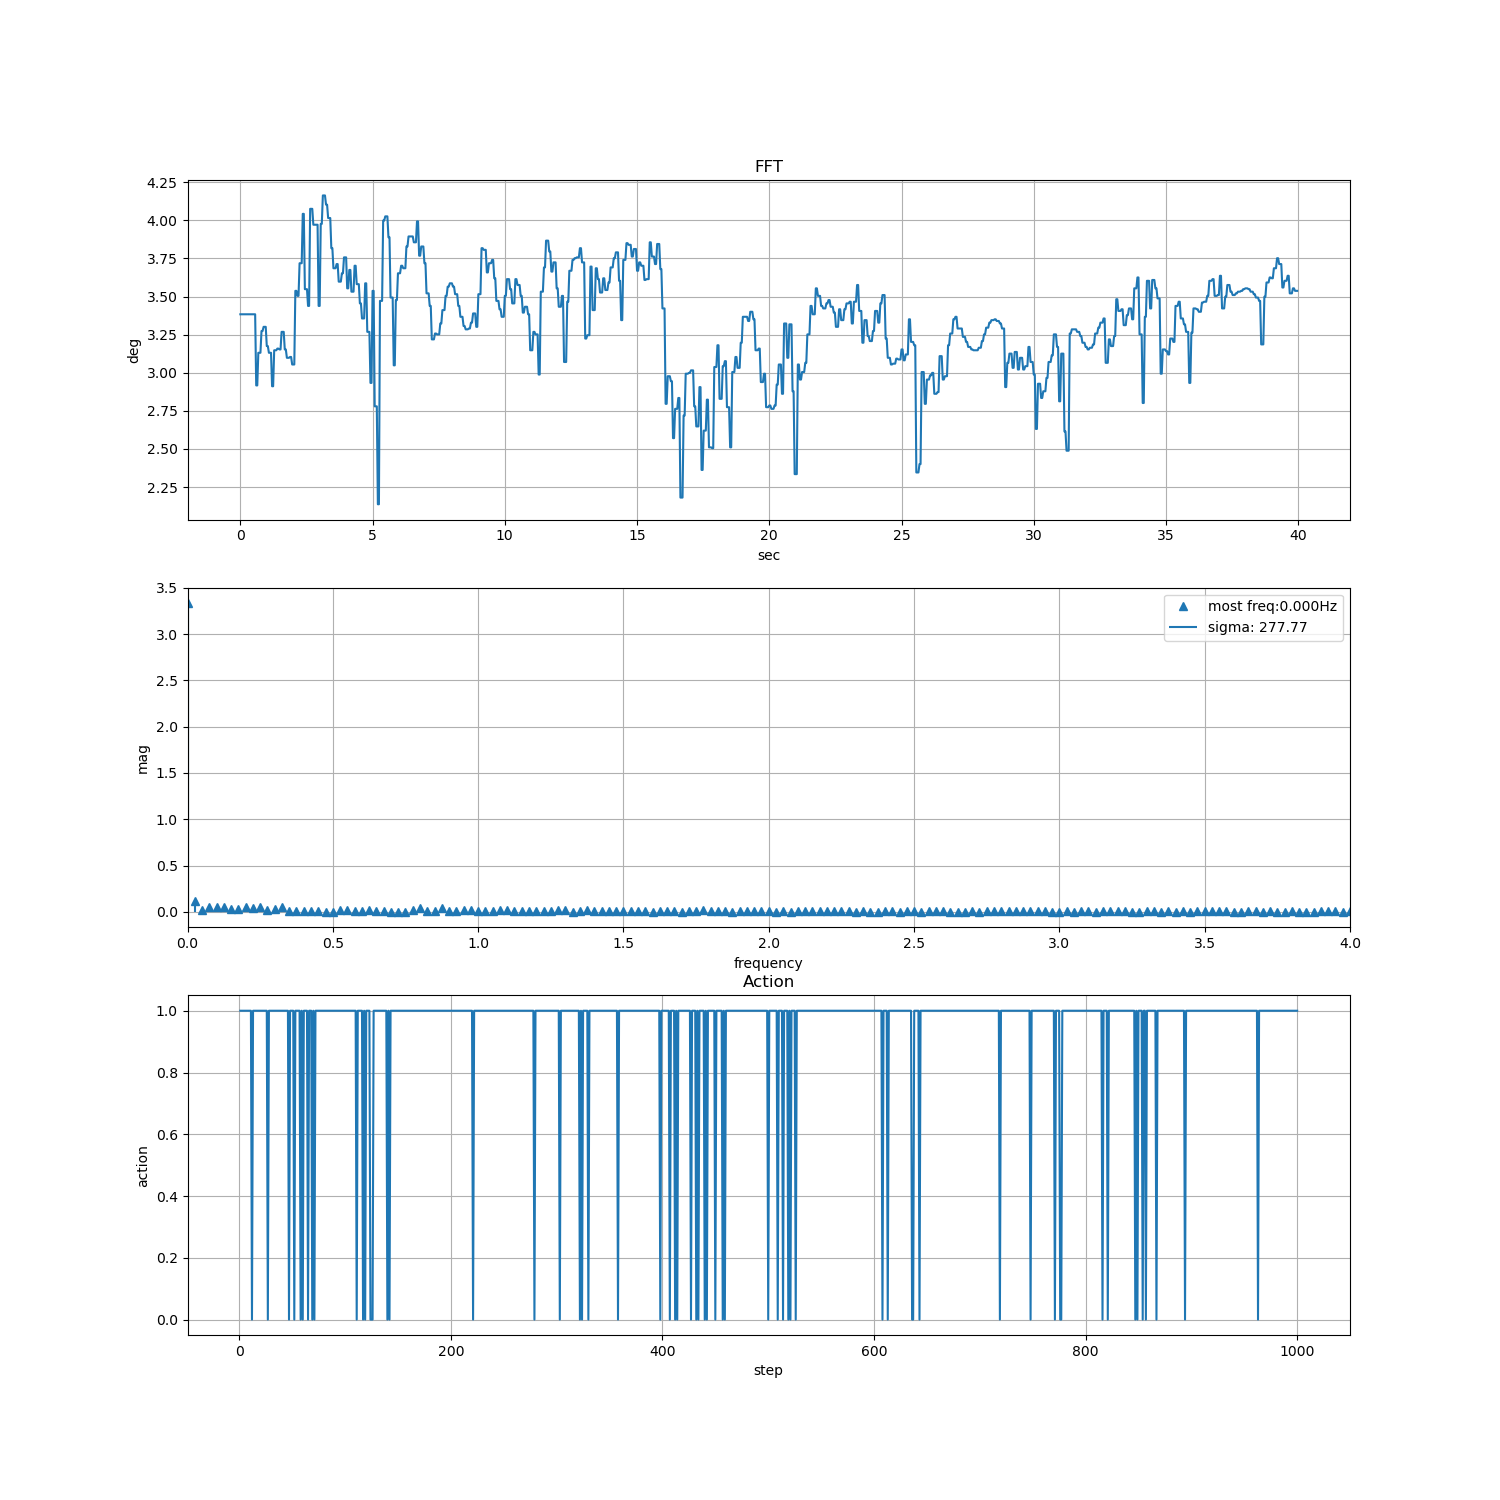 FFT
4.25
4.00
3.75
3.50
3.25
3.00
2.75
2.50
2.25
deg
0 5 10 15 20 25 30 35 40
sec
3.5
3.0
2.5
2.0
1.5
1.0
0.5
0.0
mag
most freq:0.000Hz
sigma: 277.77
0.0 0.5 1.0 1.5 2.0 2.5 3.0 3.5 4.0
frequency
Action
1.0
0.8
0.6
0.4
0.2
0.0
action
0 200 400 600 800 1000
step